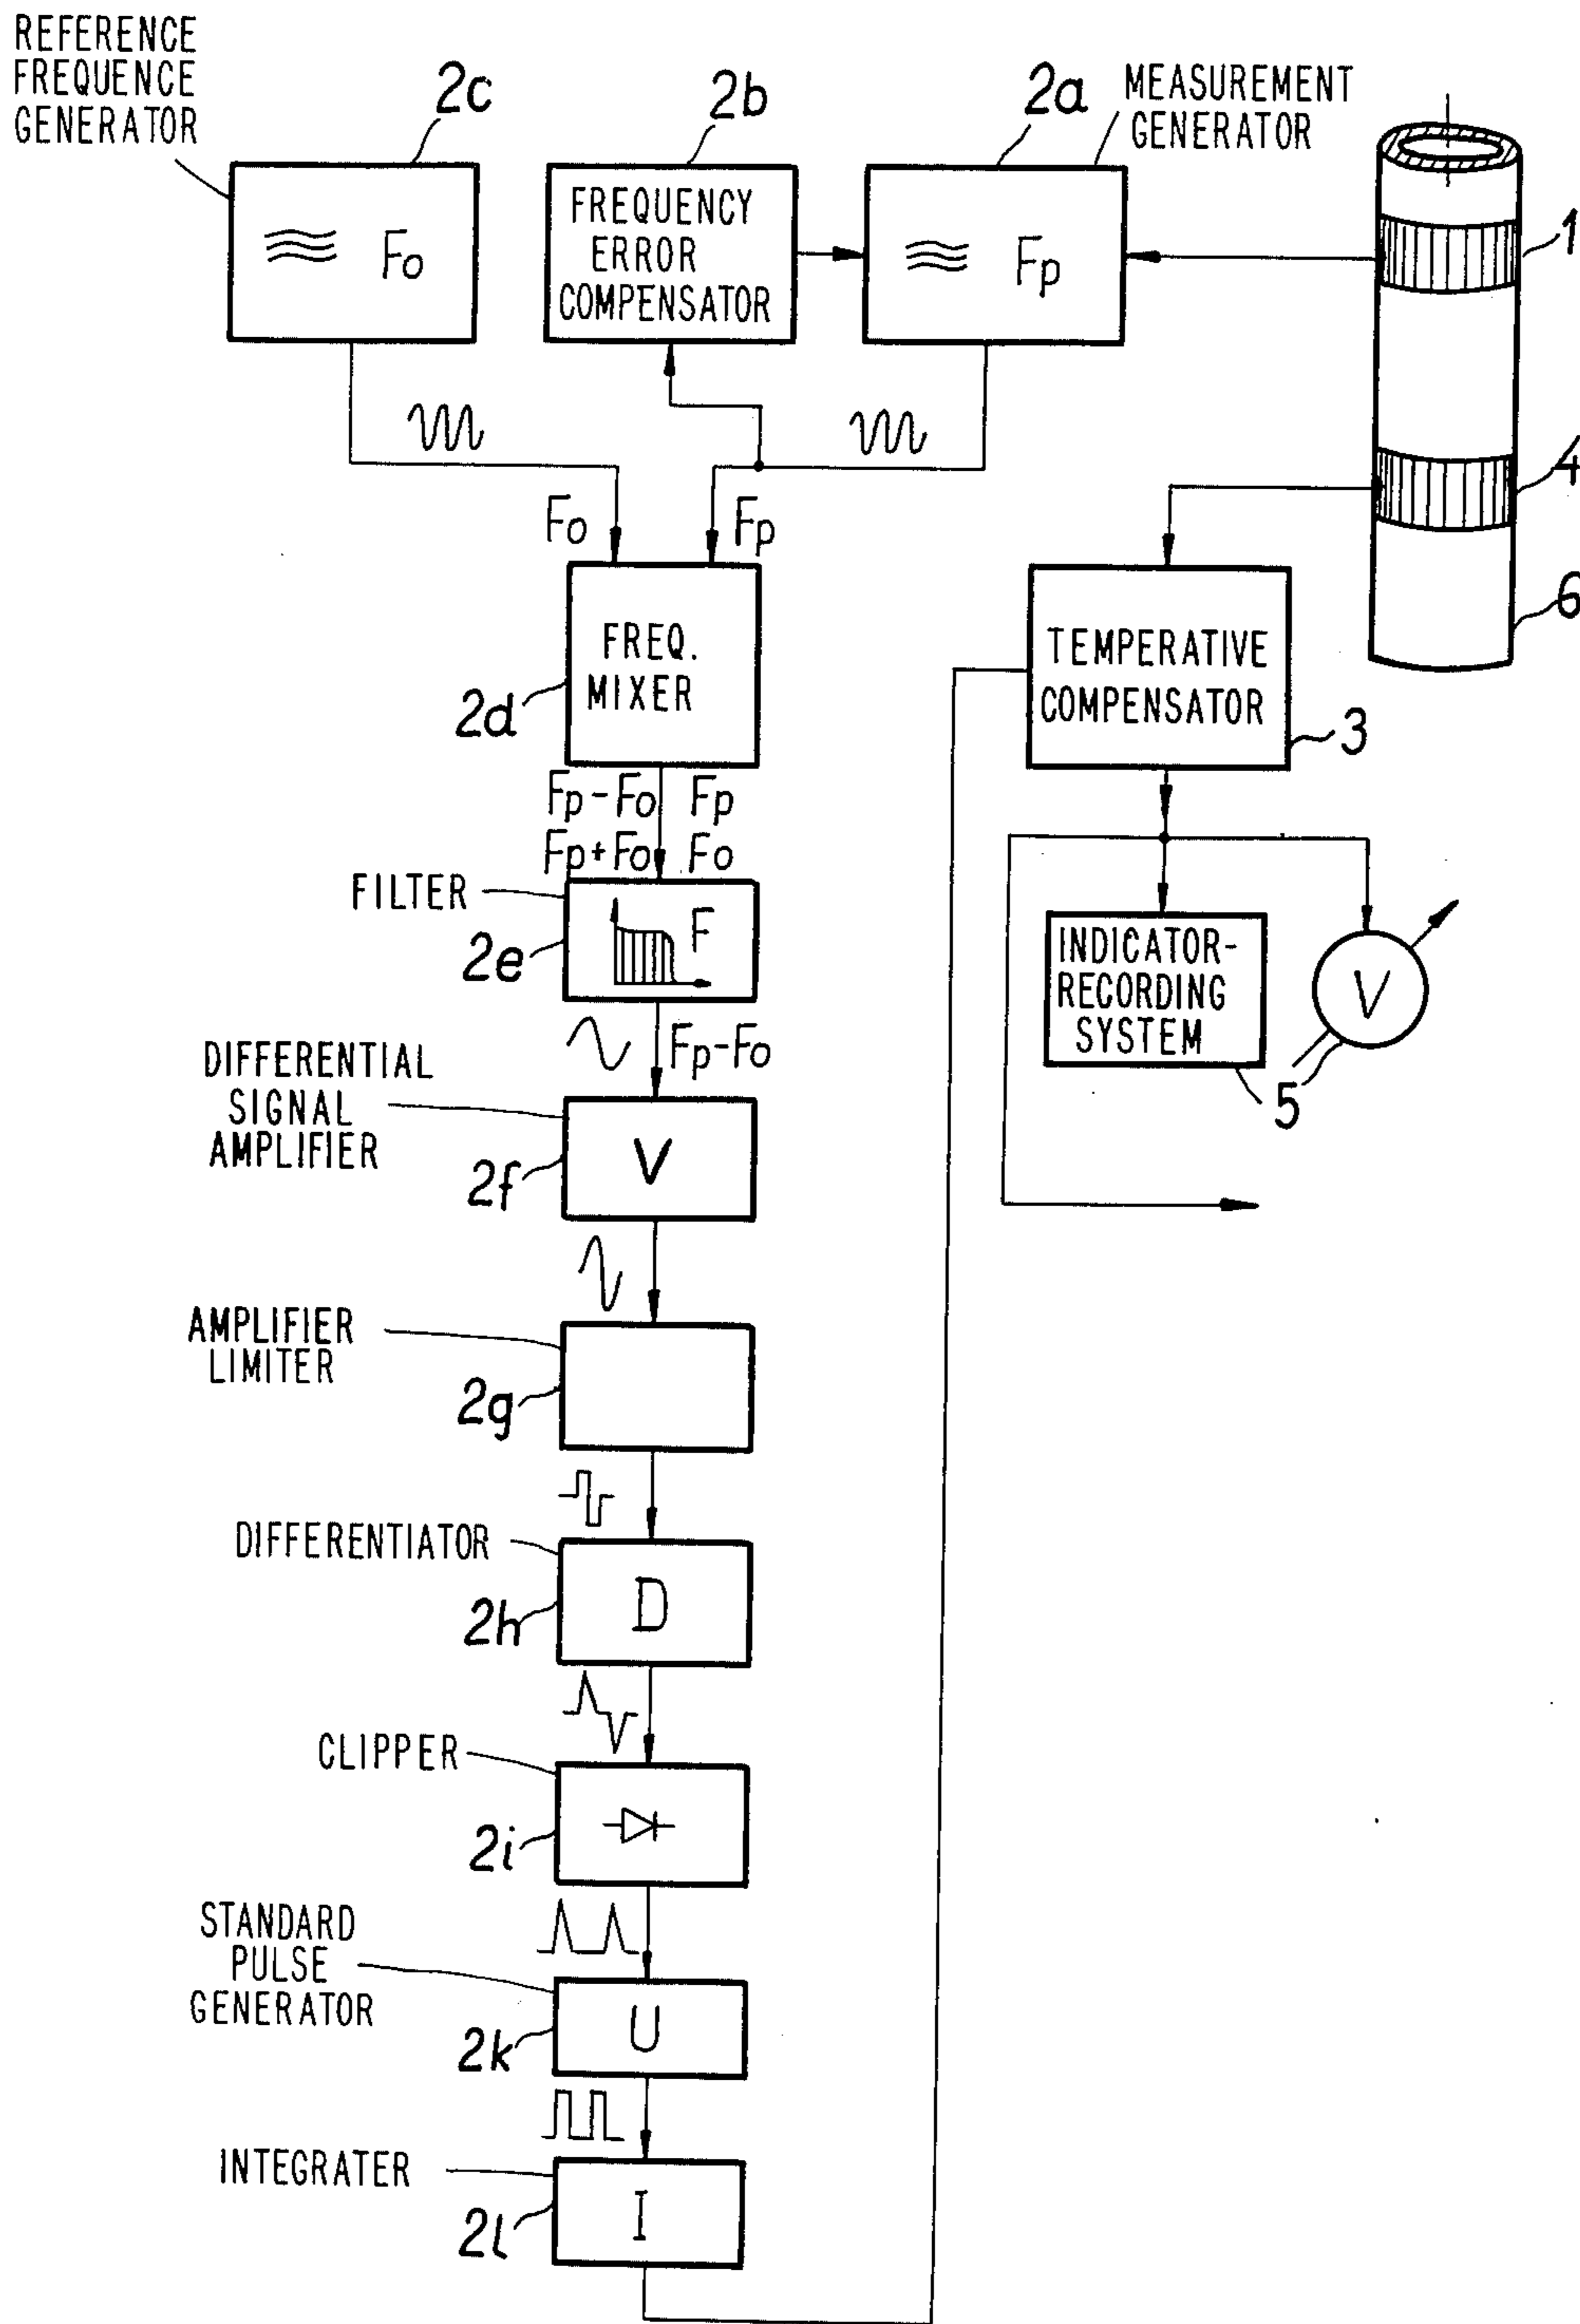 REFERENCE
FREQUENCE
GENERATOR
2c
2b
2a
MEASUREMENT
GENERATOR
Fo
FREQUENCY
ERROR
COMPENSATOR
Fp
1
4
6
Fo
Fp
FREQ.
MIXER
2d
TEMPERATIVE
COMPENSATOR
3
Fp-Fo Fp
Fp+Fo Fo
FILTER
F
2e
INDICATOR-
RECORDING
SYSTEM
V
5
Fp-Fo
DIFFERENTIAL
SIGNAL
AMPLIFIER
V
2f
AMPLIFIER
LIMITER
2g
DIFFERENTIATOR
D
2h
CLIPPER
2i
STANDARD
PULSE
GENERATOR
U
2k
INTEGRATER
I
2l